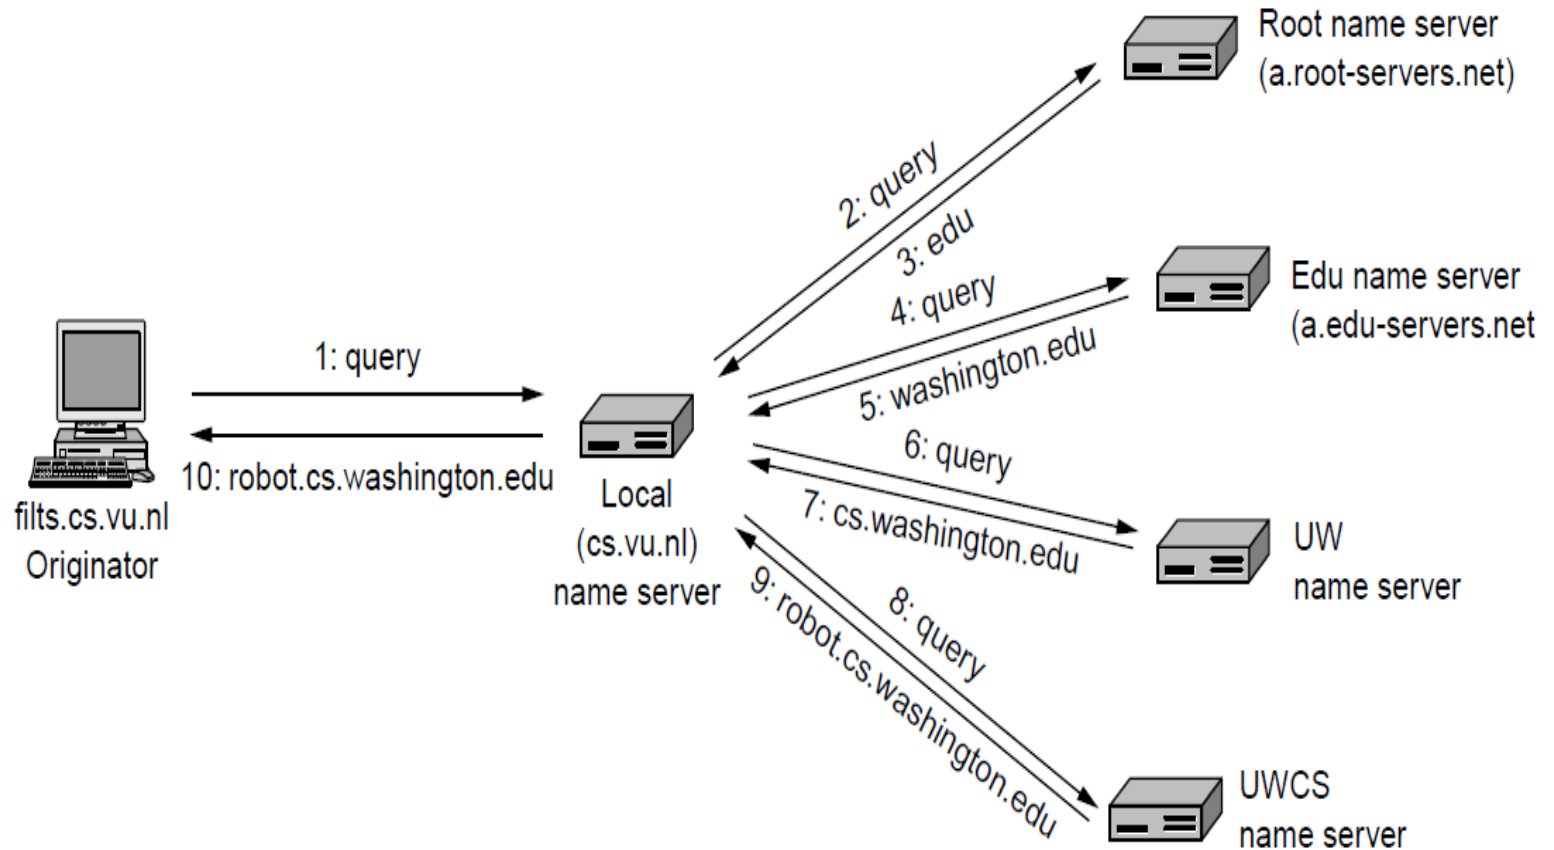 Root name server
(a.root-servers.net)
2: query
3: edu
4: query
Edu name server
(a.edu-servers.net
5: washington.edu
1: query
10: robot.cs.washington.edu
filts.cs.vu.nl
Originator
Local
(cs.vu.nl)
name server
6: query
7: cs.washington.edu
UW
name server
8: query
9: robot.cs.washington.edu
UWCS
name server